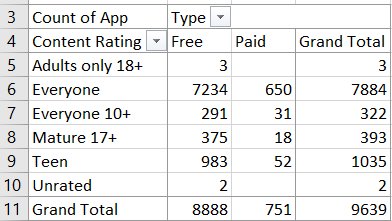 3 Count of App Type
4 Content Rating Free Paid Grand Total
5 Adults only 18+ 3 3
6 Everyone 7234 650 7884
7 Everyone 10+ 291 31 322
8 Mature 17+ 375 18 393
9 Teen 983 52 1035
10 Unrated 2 2
11 Grand Total 8888 751 9639